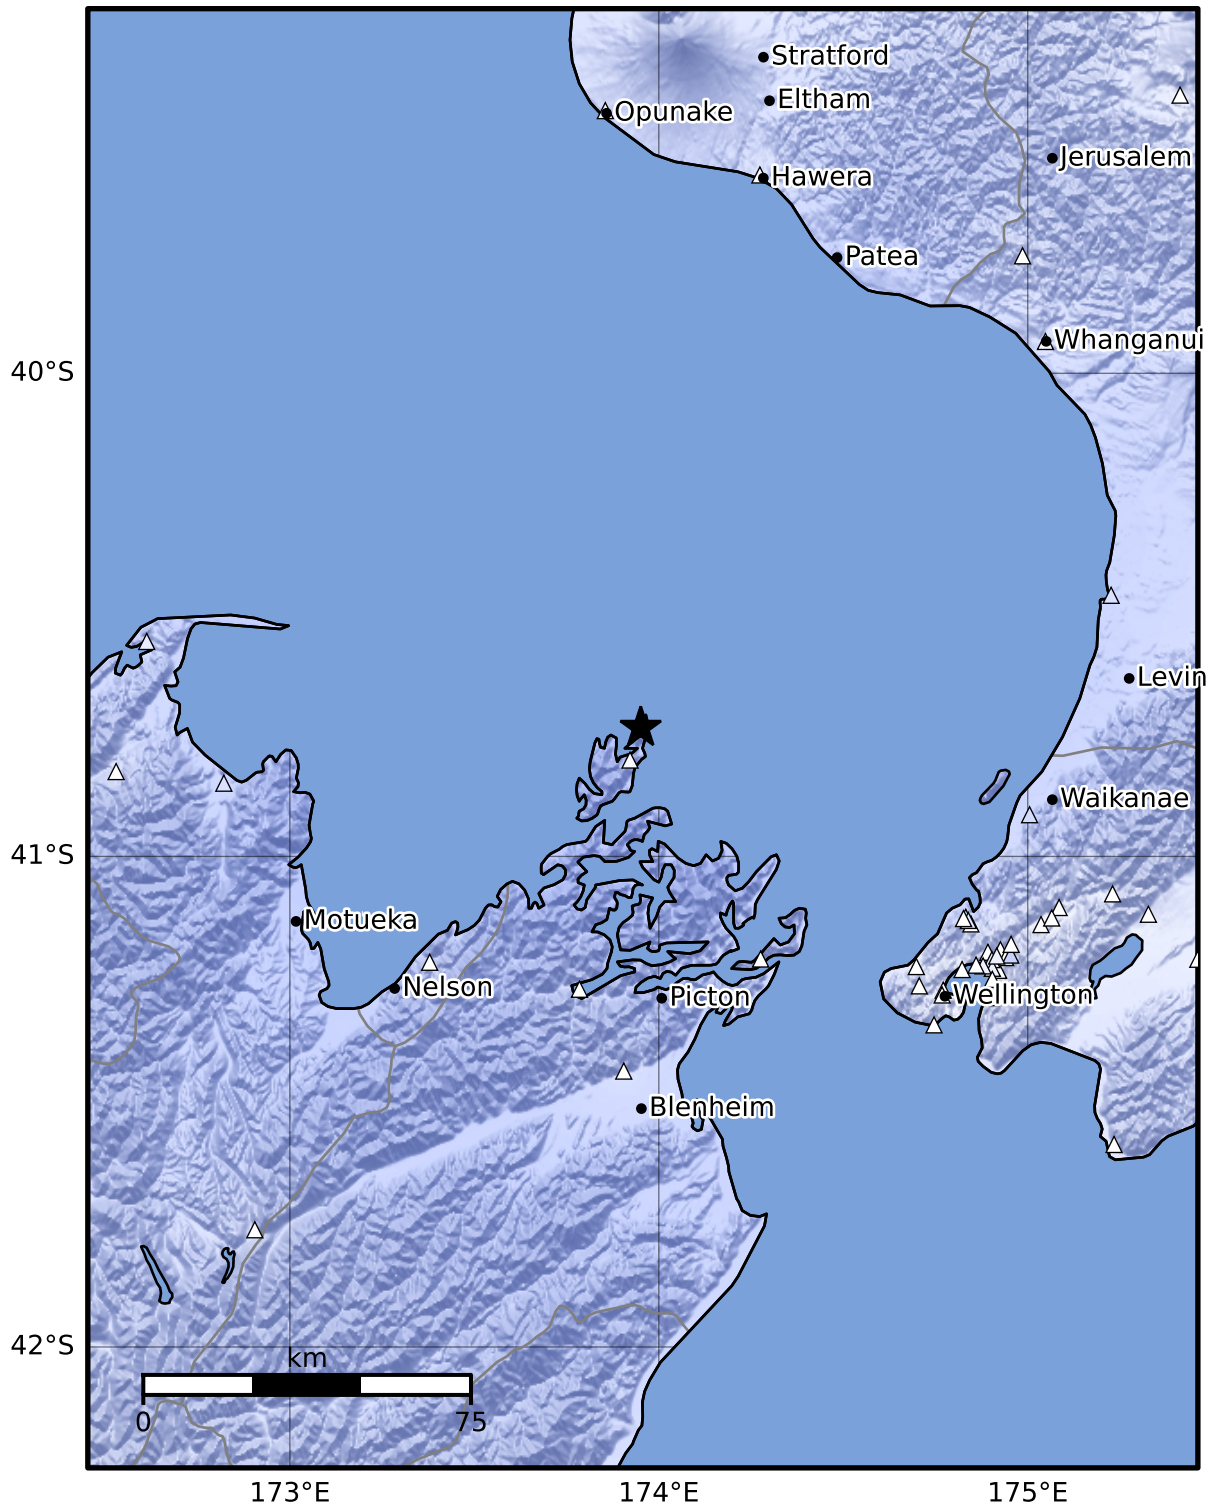 Stratford
Eltham
Opunake
Jerusalem
Hawera
Patea
Whanganui
40°S
Levin
Waikanae
41°S
Motueka
Nelson
Picton
Wellington
Blenheim
42°S
km
0
75
173°E
174°E
175°E